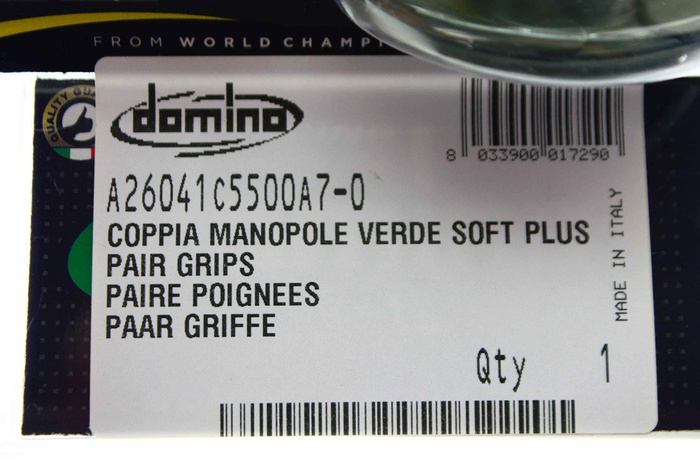 FROM WORLD CHAMPI
QUALITY
domino
8 033900 017290
A26041C5500A7-0
COPPIA MANOPOLE VERDE SOFT PLUS
PAIR GRIPS
PAIRE POIGNEES
PAAR GRIFFE
MADE IN ITALY
Qty 1